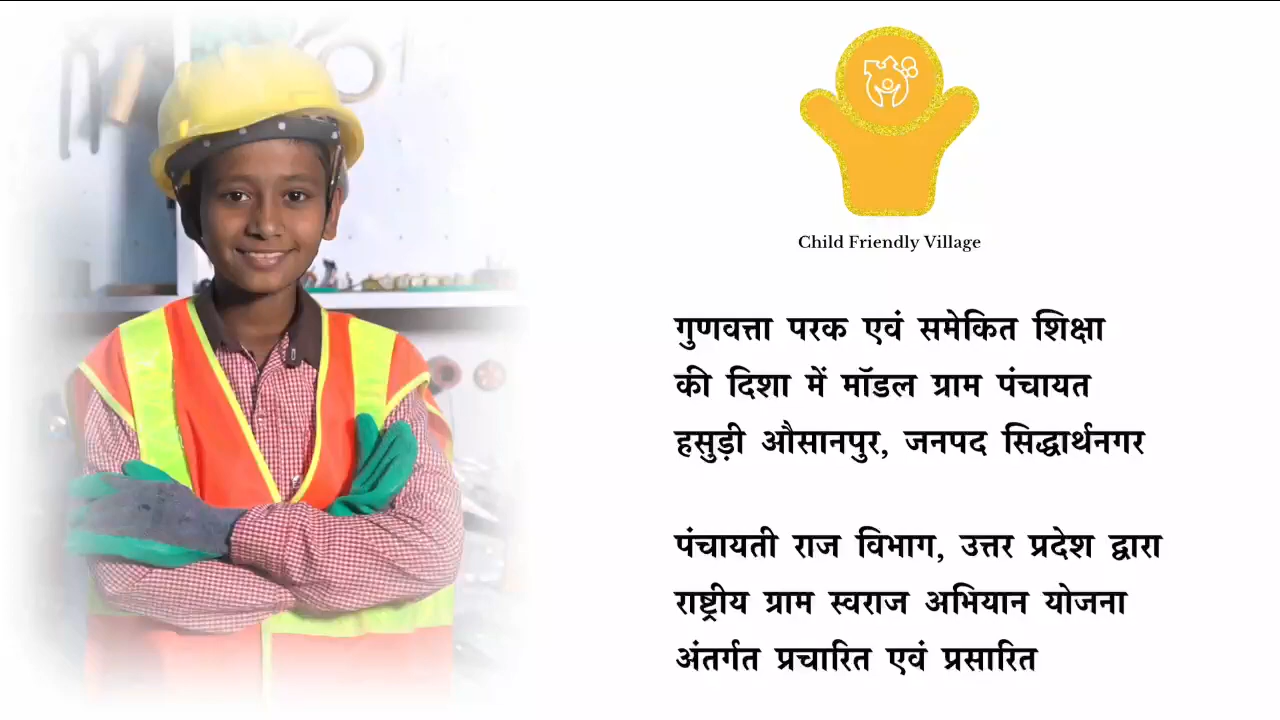 Child Friendly Village
गुणवत्ता परक एवं समेकित शिक्षा
की दिशा में मॉडल ग्राम पंचायत
हसुड़ी औसानपुर, जनपद सिद्धार्थनगर
पंचायती राज विभाग, उत्तर प्रदेश द्वारा
राष्ट्रीय ग्राम स्वराज अभियान योजना
अंतर्गत प्रचारित एवं प्रसारित